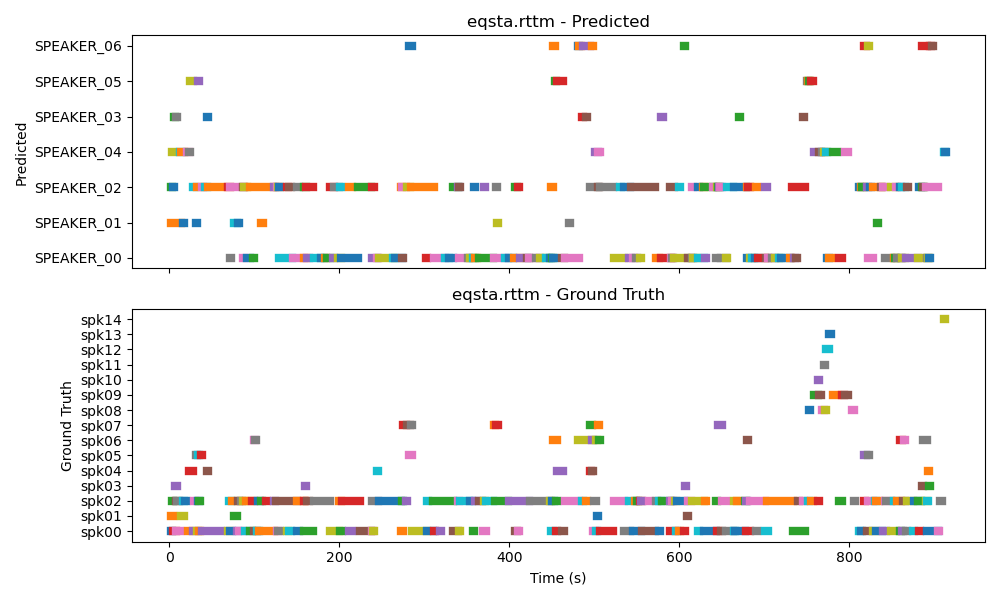 eqsta.rttm - Predicted
SPEAKER_06
SPEAKER_05
SPEAKER_03
SPEAKER_04
SPEAKER_02
SPEAKER_01
SPEAKER_00
Predicted
eqsta.rttm - Ground Truth
spk14
spk13
spk12
spk11
spk10
spk09
spk08
spk07
spk06
spk05
spk04
spk03
spk02
spk01
spk00
Ground Truth
0 200 400 600 800
Time (s)